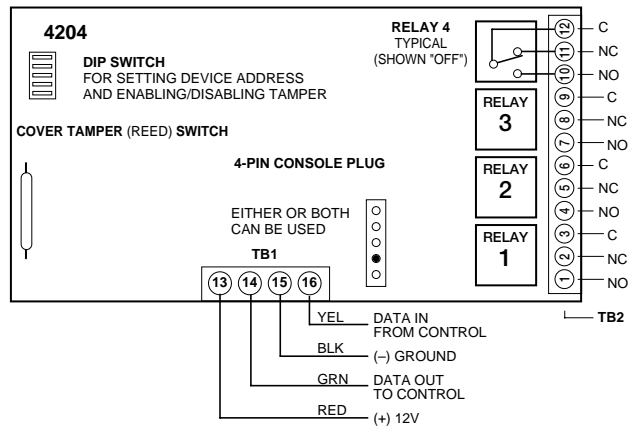 4204
DIP SWITCH
FOR SETTING DEVICE ADDRESS
AND ENABLING/DISABLING TAMPER
COVER TAMPER (REED) SWITCH
4-PIN CONSOLE PLUG
EITHER OR BOTH
CAN BE USED
TB1
13 14 15 16
RELAY 4
TYPICAL
(SHOWN "OFF")
RELAY
3
RELAY
2
RELAY
1
12 C
11 NC
10 NO
9 C
8 NC
7 NO
6 C
5 NC
4 NO
3 C
2 NC
1 NO
TB2
YEL DATA IN
FROM CONTROL
BLK (–) GROUND
GRN DATA OUT
TO CONTROL
RED (+) 12V